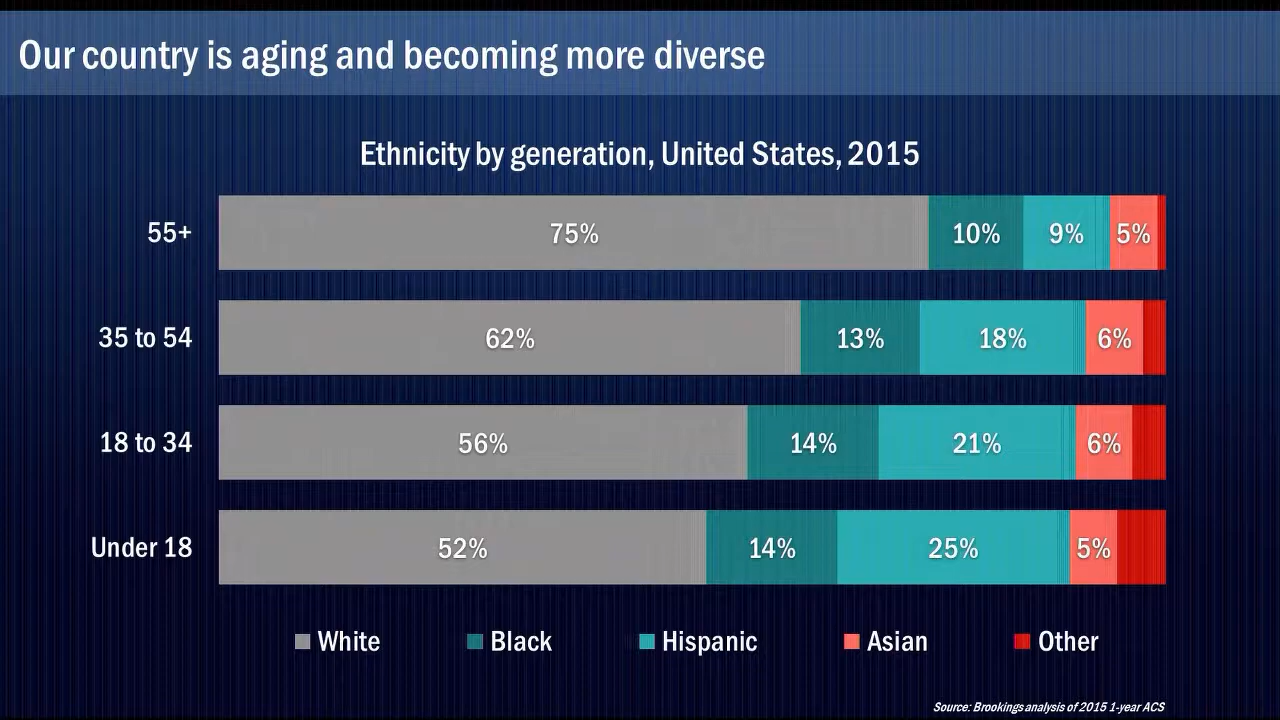 Our country is aging and becoming more diverse
Ethnicity by generation, United States, 2015
55+ 75% 10% 9% 5%
35 to 54 62% 13% 18% 6%
18 to 34 56% 14% 21% 6%
Under 18 52% 14% 25% 5%
White Black Hispanic Asian Other
Source: Brookings analysis of 2015 1-year ACS